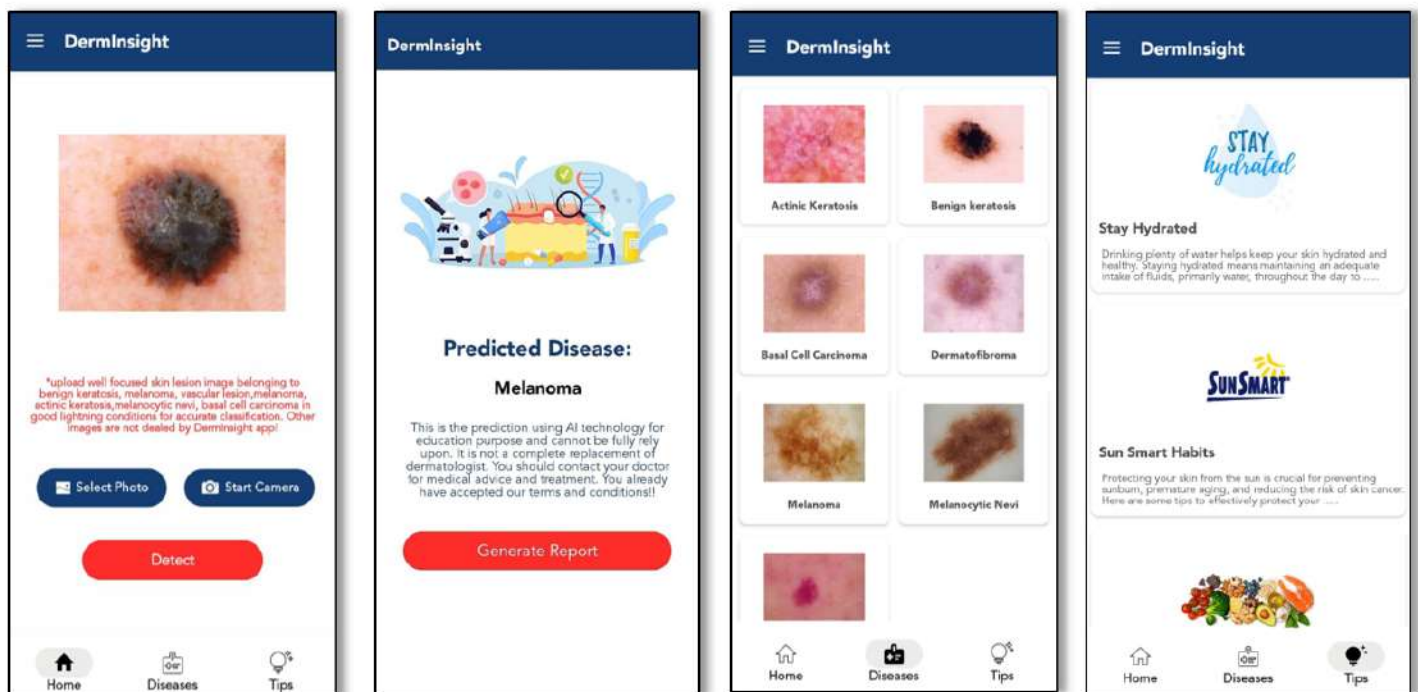 DermInsight
*upload well focused skin lesion image belonging to
benign keratosis, melanoma, vascular lesion,melanoma,
actinic keratosis,melanocytic nevi, basal cell carcinoma in
good lightning conditions for accurate classification. Other
images are not dealed by DermInsight app!
Select Photo
Start Camera
Detect
Home
Diseases
Tips
DermInsight
Predicted Disease:
Melanoma
This is the prediction using AI technology for
education purpose and cannot be fully rely
upon. It is not a complete replacement of
dermatologist. You should contact your doctor
for medical advice and treatment. You already
have accepted our terms and conditions!!
Generate Report
DermInsight
Actinic Keratosis
Benign keratosis
Basal Cell Carcinoma
Dermatofibroma
Melanoma
Melanocytic Nevi
Home
Diseases
Tips
DermInsight
STAY
hydrated
Stay Hydrated
Drinking plenty of water helps keep your skin hydrated and
healthy. Staying hydrated means maintaining an adequate
intake of fluids, primarily water, throughout the day to .....
SUNSMART
Sun Smart Habits
Protecting your skin from the sun is crucial for preventing
sunburn, premature aging, and reducing the risk of skin cancer.
Here are some tips to effectively protect your .....
Home
Diseases
Tips